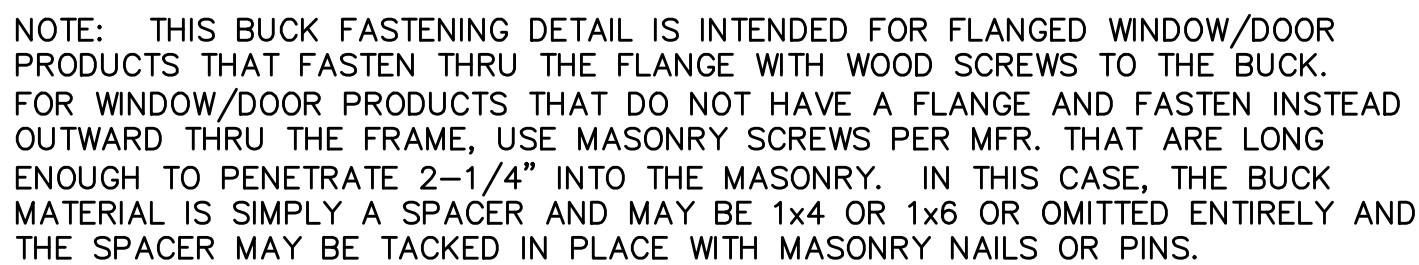 NOTE: THIS BUCK FASTENING DETAIL IS INTENDED FOR FLANGED WINDOW/DOOR
PRODUCTS THAT FASTEN THRU THE FLANGE WITH WOOD SCREWS TO THE BUCK.
FOR WINDOW/DOOR PRODUCTS THAT DO NOT HAVE A FLANGE AND FASTEN INSTEAD
OUTWARD THRU THE FRAME, USE MASONRY SCREWS PER MFR. THAT ARE LONG
ENOUGH TO PENETRATE 2-1/4" INTO THE MASONRY. IN THIS CASE, THE BUCK
MATERIAL IS SIMPLY A SPACER AND MAY BE 1x4 OR 1x6 OR OMITTED ENTIRELY AND
THE SPACER MAY BE TACKED IN PLACE WITH MASONRY NAILS OR PINS.